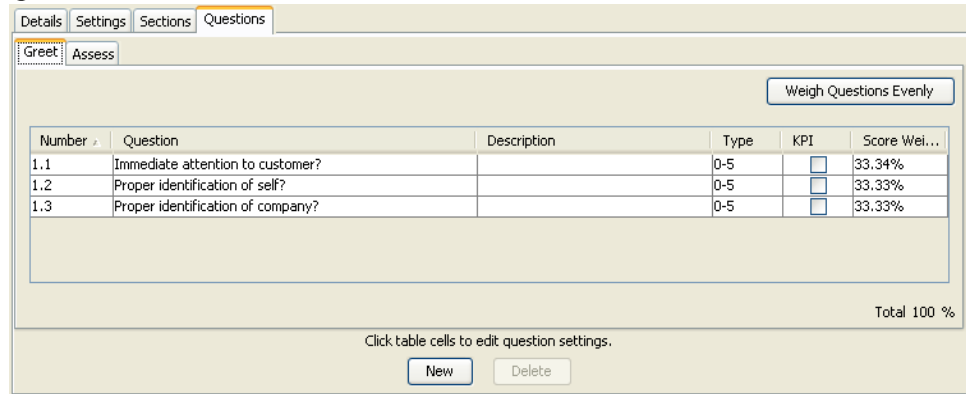 Details Settings Sections Questions
Greet Assess
Weigh Questions Evenly
Number Question Description Type KPI Score Wei...
1.1 Immediate attention to customer? 0-5 33.34%
1.2 Proper identification of self? 0-5 33.33%
1.3 Proper identification of company? 0-5 33.33%
Total 100 %
Click table cells to edit question settings.
New Delete